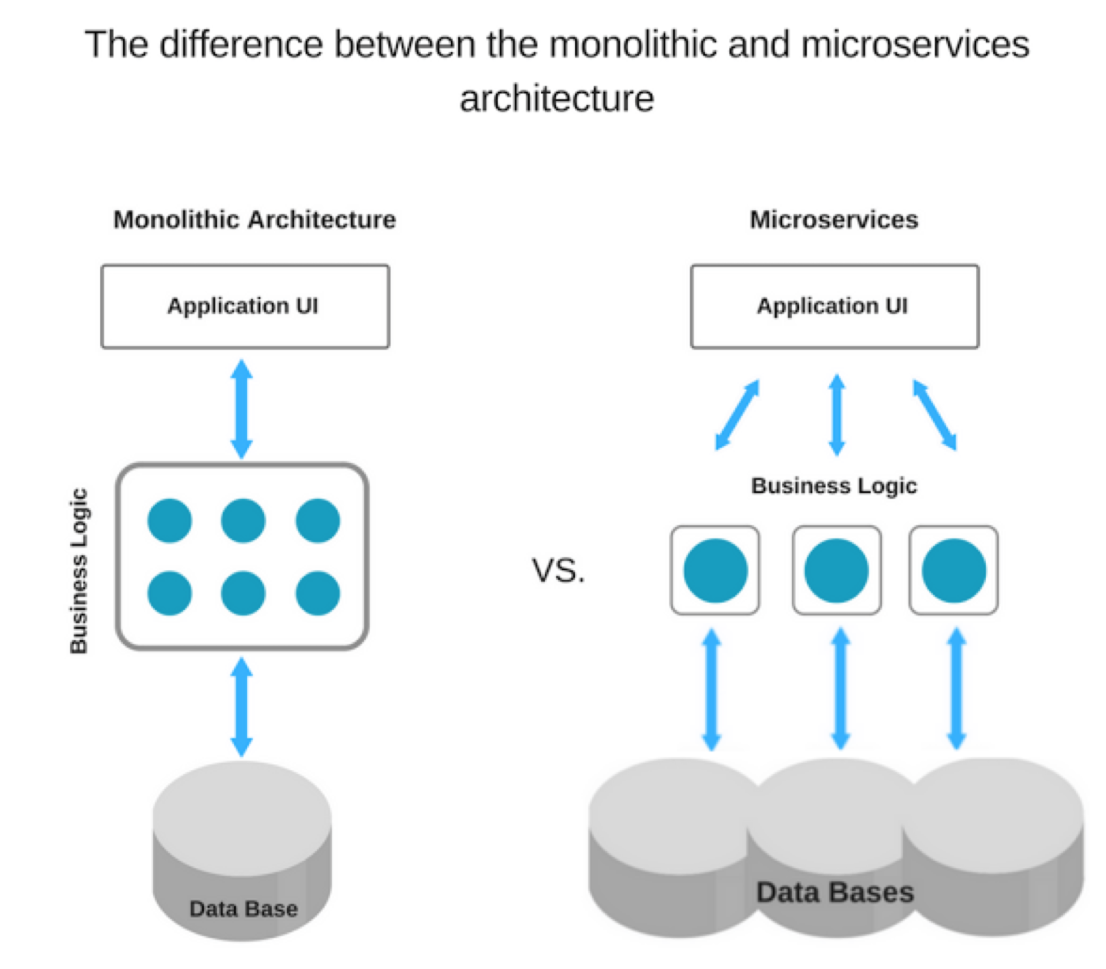 The difference between the monolithic and microservices
architecture
Monolithic Architecture
Application UI
Business Logic
Data Base
VS.
Microservices
Application UI
Business Logic
Data Bases